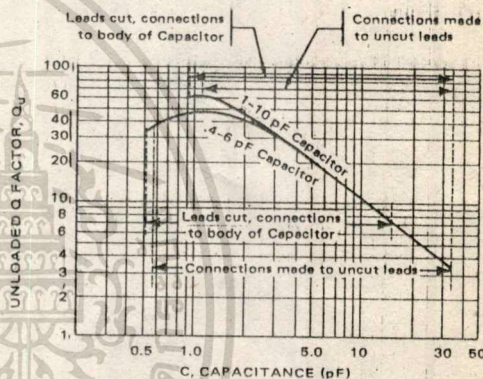 Leads cut, connections
to body of Capacitor
Connections made
to uncut leads
UNLOADED Q FACTOR, Qu
100
60
40
30
20
10
8
6
4
3
2
1
1-10 pF Capacitor
.4-6 pF Capacitor
Leads cut, connections
to body of Capacitor
Connections made to uncut leads
0.5 1.0 5.0 10 30 50
C, CAPACITANCE (pF)